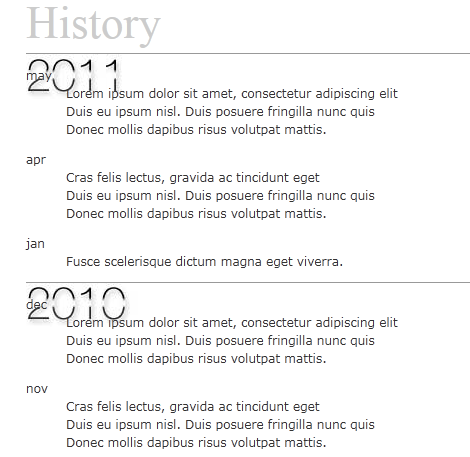 History
2011
may
Lorem ipsum dolor sit amet, consectetur adipiscing elit
Duis eu ipsum nisl. Duis posuere fringilla nunc quis
Donec mollis dapibus risus volutpat mattis.
apr
Cras felis lectus, gravida ac tincidunt eget
Duis eu ipsum nisl. Duis posuere fringilla nunc quis
Donec mollis dapibus risus volutpat mattis.
jan
Fusce scelerisque dictum magna eget viverra.
2010
dec
Lorem ipsum dolor sit amet, consectetur adipiscing elit
Duis eu ipsum nisl. Duis posuere fringilla nunc quis
Donec mollis dapibus risus volutpat mattis.
nov
Cras felis lectus, gravida ac tincidunt eget
Duis eu ipsum nisl. Duis posuere fringilla nunc quis
Donec mollis dapibus risus volutpat mattis.